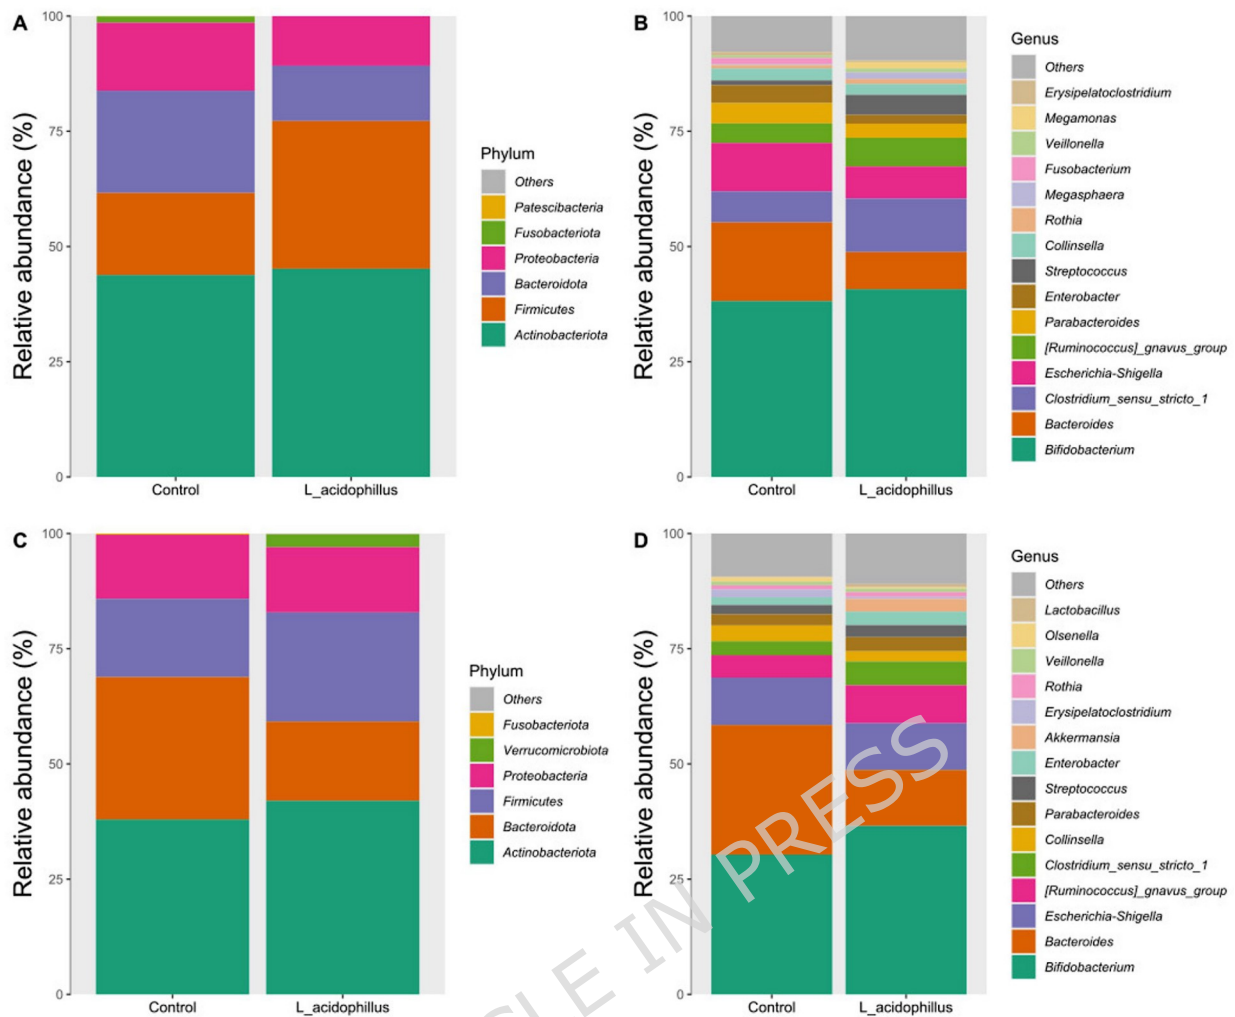 A
Relative abundance (%)
100
75
50
25
0
Control
L_acidophillus
Phylum
Others
Patescibacteria
Fusobacteriota
Proteobacteria
Bacteroidota
Firmicutes
Actinobacteriota
B
Relative abundance (%)
100
75
50
25
0
Control
L_acidophillus
Genus
Others
Erysipelatoclostridium
Megamonas
Veillonella
Fusobacterium
Megasphaera
Rothia
Collinsella
Streptococcus
Enterobacter
Parabacteroides
[Ruminococcus]_gnavus_group
Escherichia-Shigella
Clostridium_sensu_stricto_1
Bacteroides
Bifidobacterium
C
Relative abundance (%)
100
75
50
25
0
Control
L_acidophillus
Phylum
Others
Fusobacteriota
Verrucomicrobiota
Proteobacteria
Firmicutes
Bacteroidota
Actinobacteriota
D
Relative abundance (%)
100
75
50
25
0
Control
L_acidophillus
Genus
Others
Lactobacillus
Olsenella
Veillonella
Rothia
Erysipelatoclostridium
Akkermansia
Enterobacter
Streptococcus
Parabacteroides
Collinsella
Clostridium_sensu_stricto_1
[Ruminococcus]_gnavus_group
Escherichia-Shigella
Bacteroides
Bifidobacterium
CLE IN PRESS